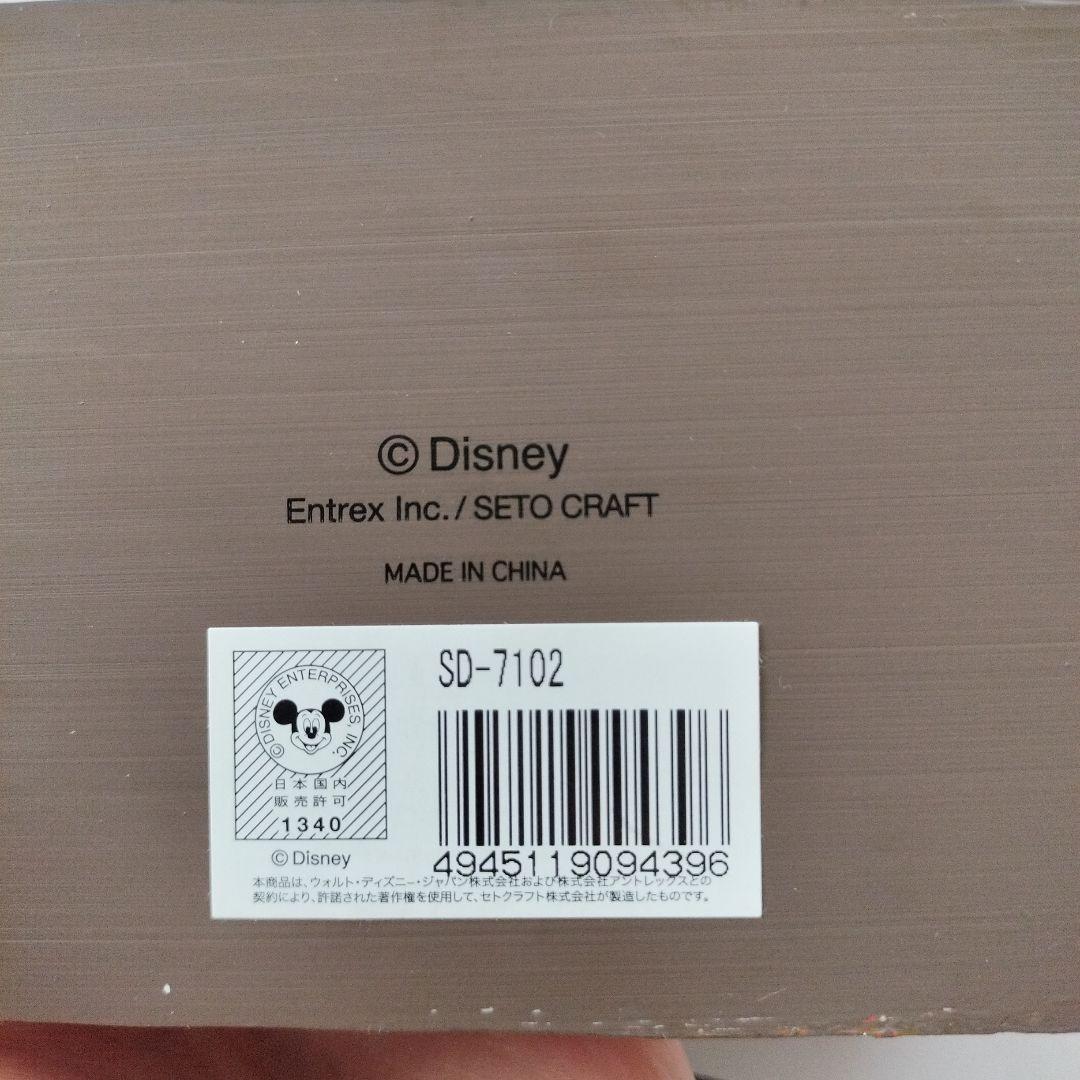 © Disney
Entrex Inc. / SETO CRAFT
MADE IN CHINA
SD-7102
©DISNEY ENTERPRISES, INC.
日本国内
販売許可
1340
© Disney
4945119094396
本商品は、ウォルト・ディズニー・ジャパン株式会社および株式会社アントレックスとの
契約により、許諾された著作権を使用して、セトクラフト株式会社が製造したものです。